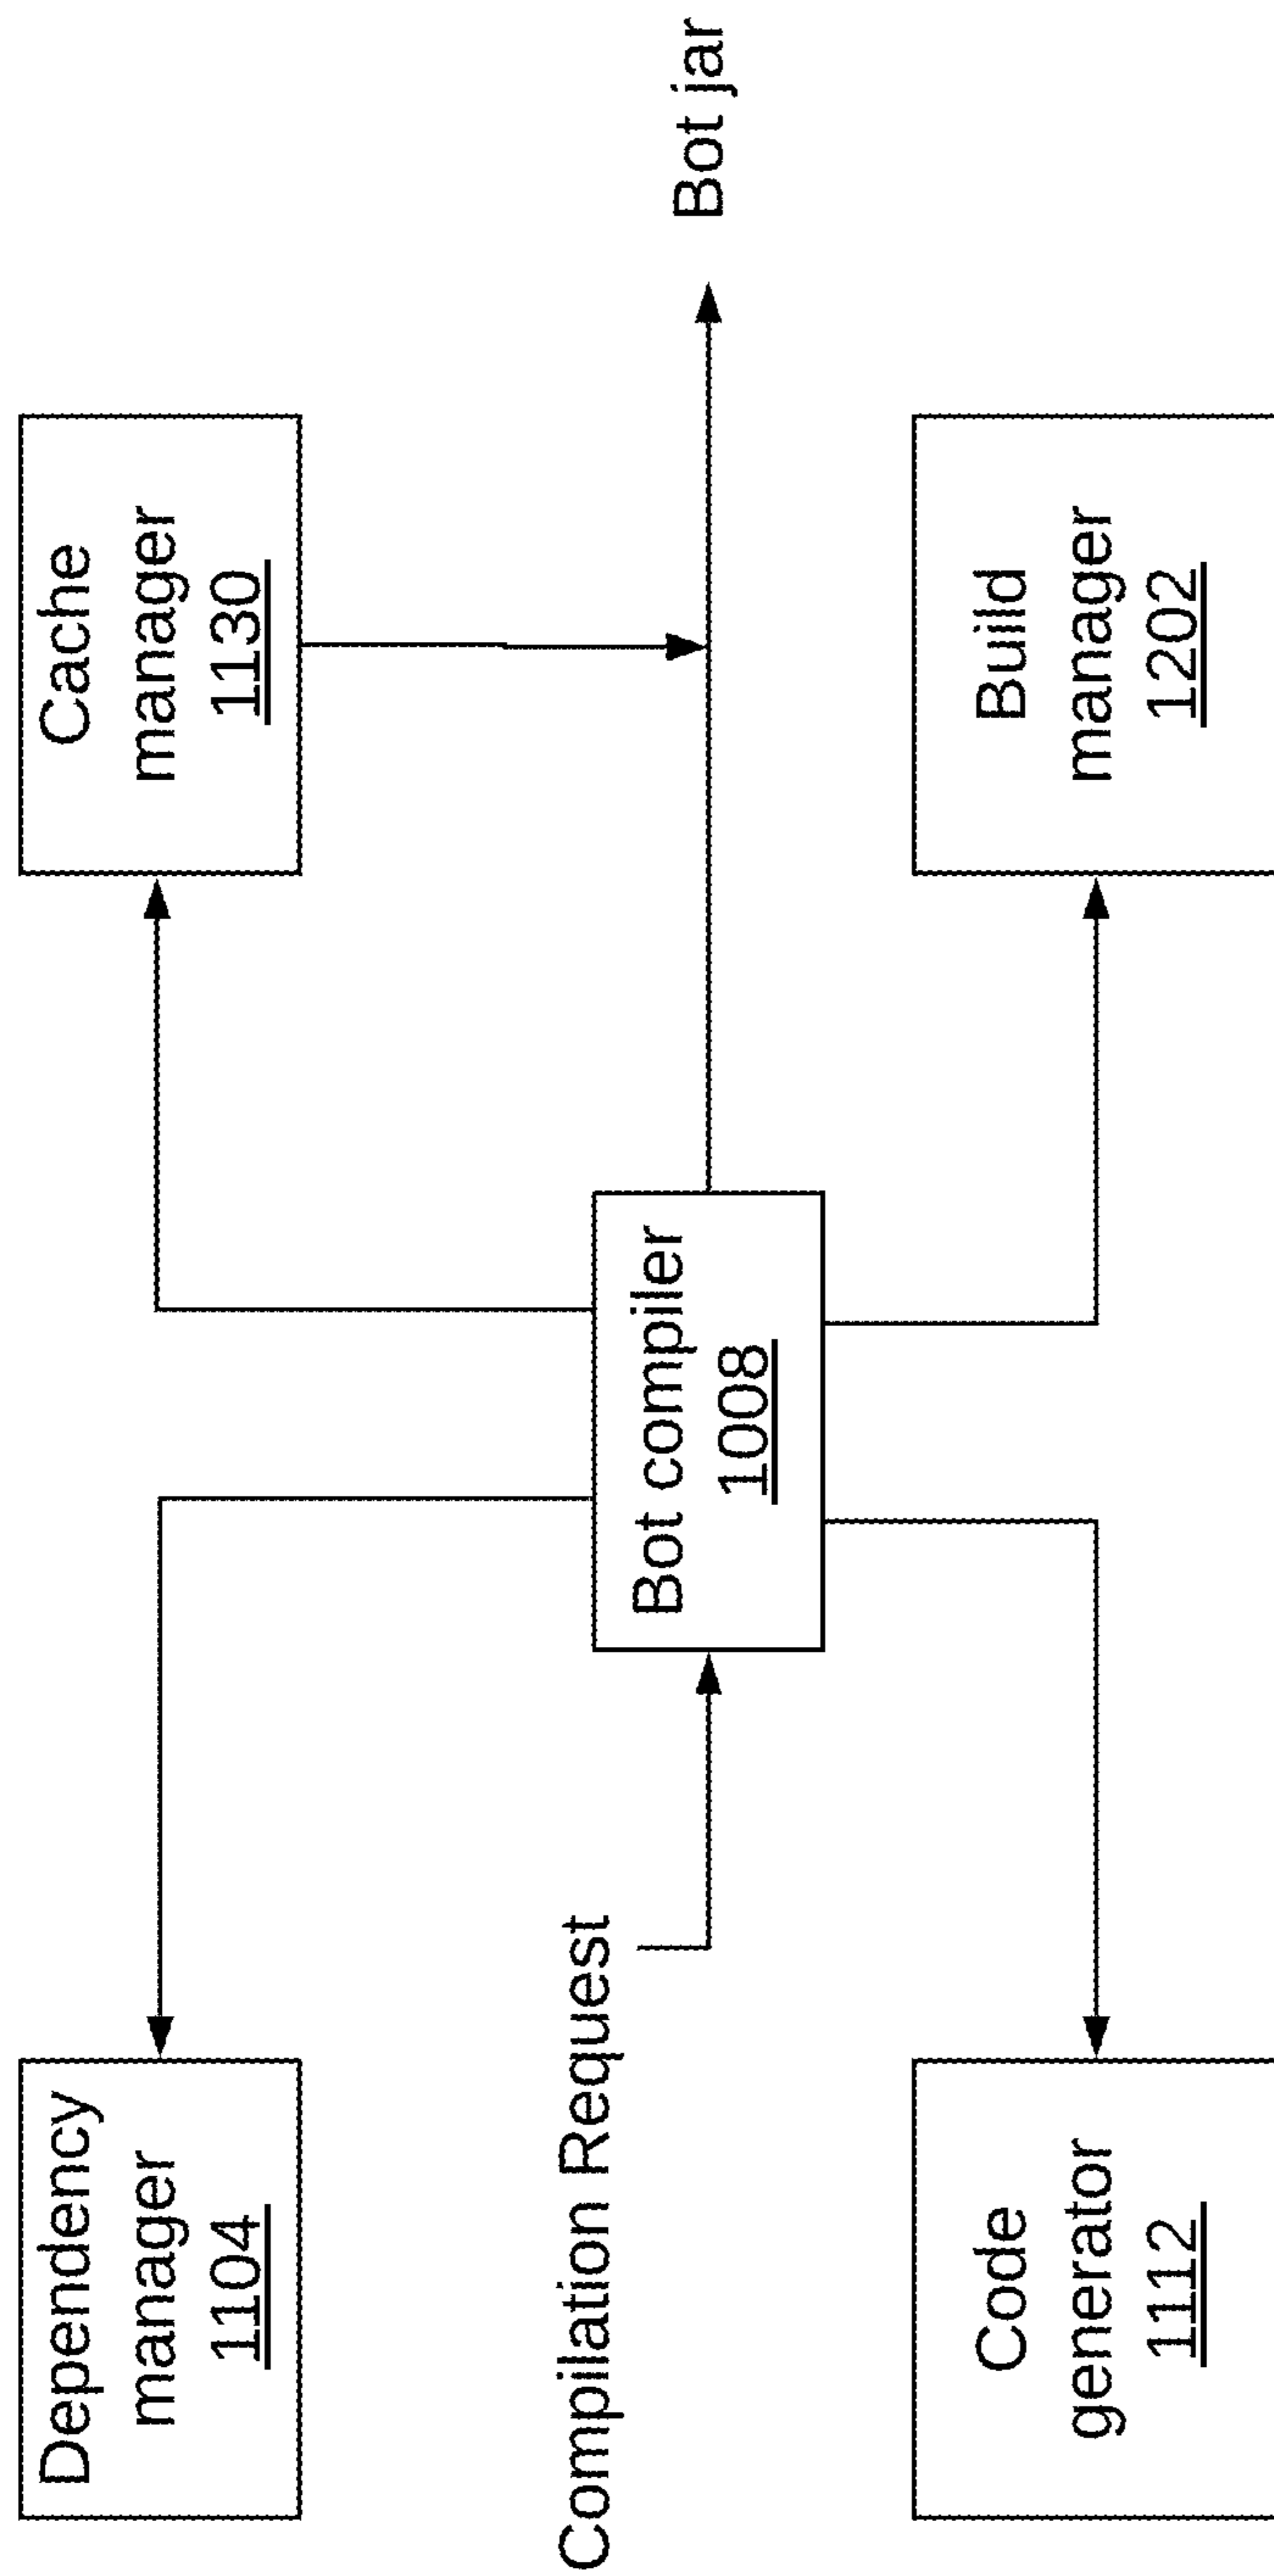 Dependency
manager
1104
Cache
manager
1130
Compilation Request
Bot compiler
1008
Bot jar
Code
generator
1112
Build
manager
1202